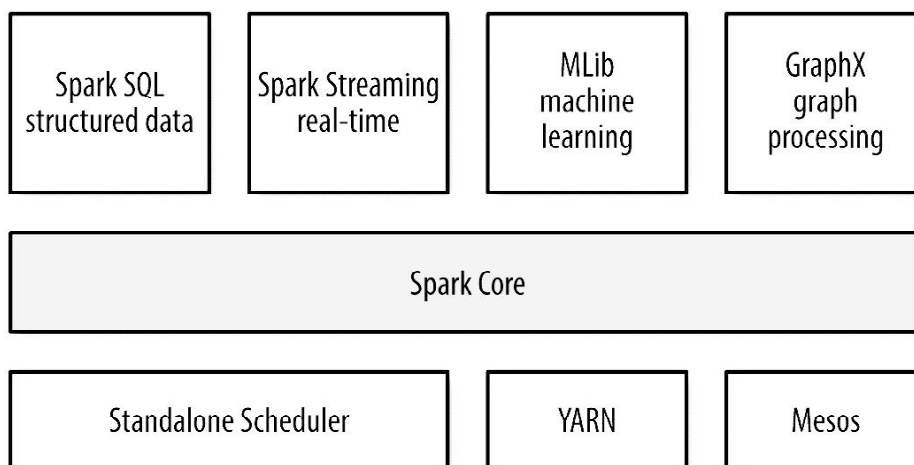 Spark SQL
structured data
Spark Streaming
real-time
MLib
machine
learning
GraphX
graph
processing
Spark Core
Standalone Scheduler
YARN
Mesos